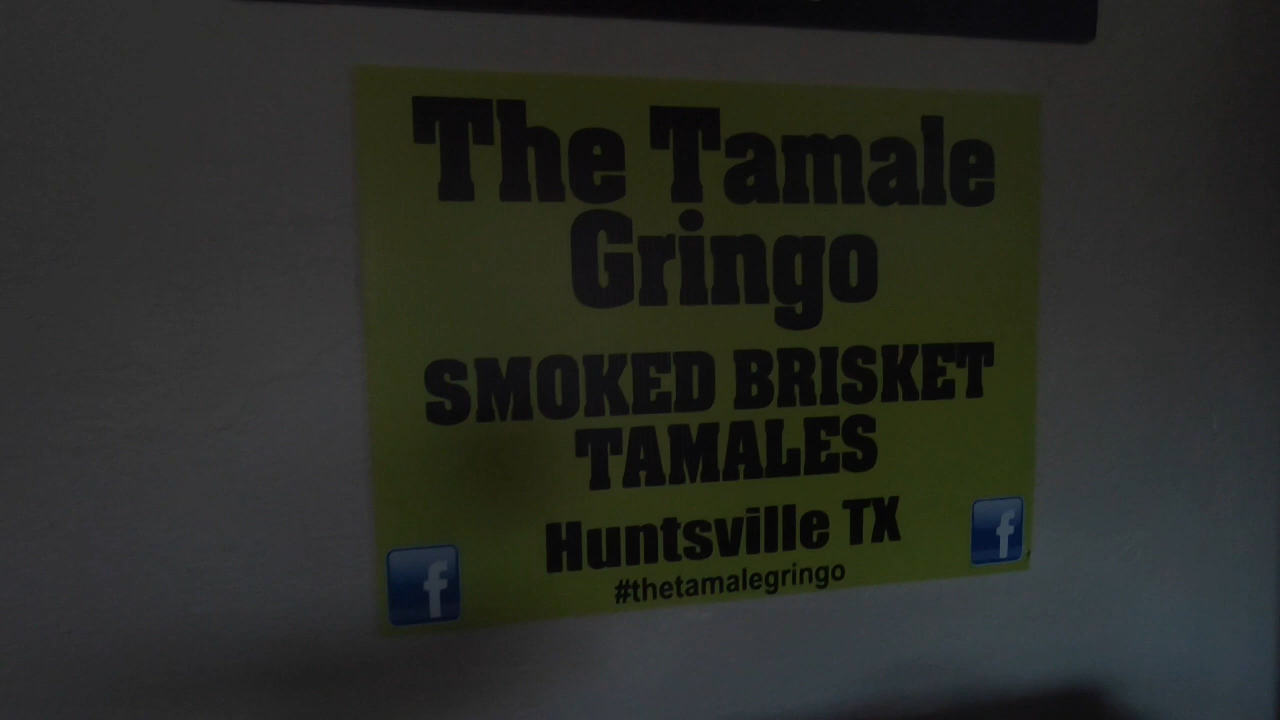 The Tamale
Gringo
SMOKED BRISKET
TAMALES
Huntsville TX
#thetamalegringo